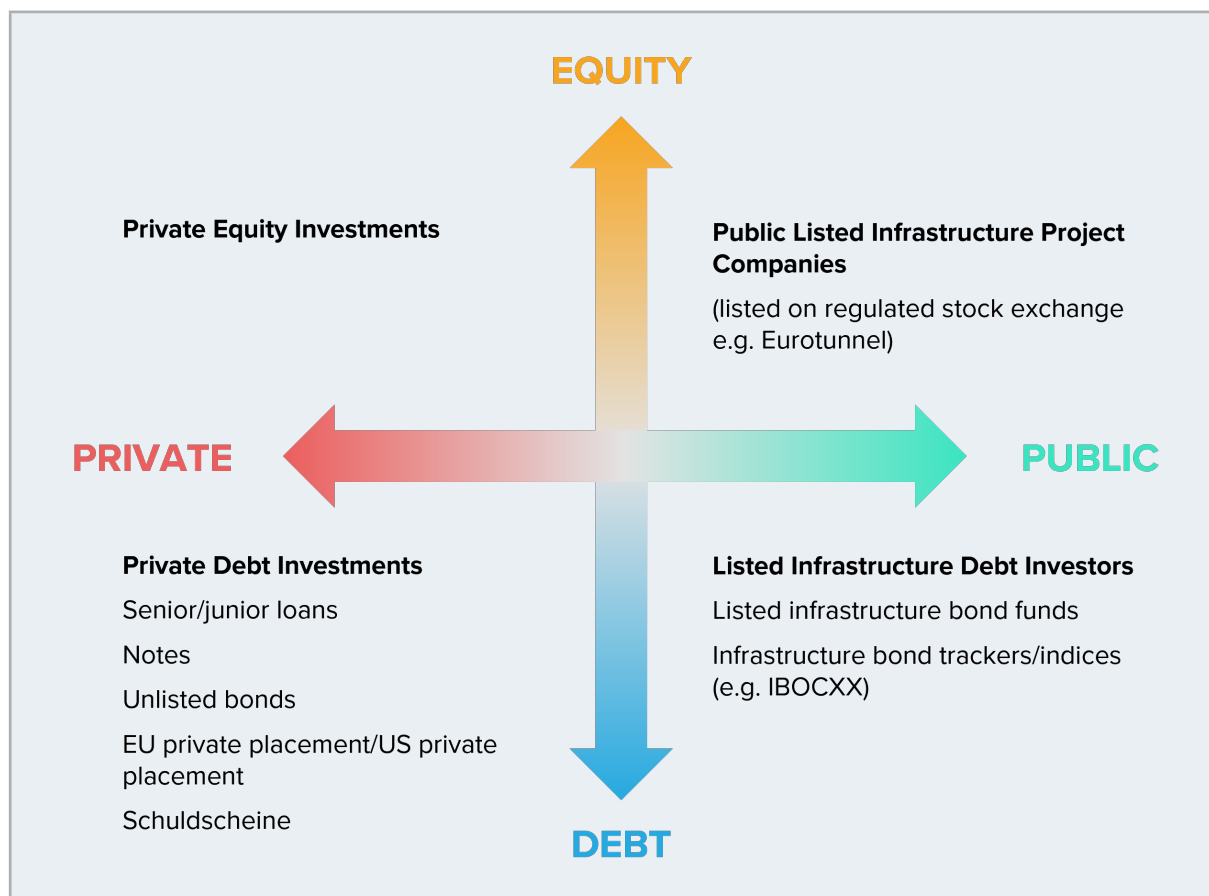 EQUITY
Private Equity Investments
Public Listed Infrastructure Project
Companies
(listed on regulated stock exchange
e.g. Eurotunnel)
PRIVATE
PUBLIC
Private Debt Investments
Senior/junior loans
Notes
Unlisted bonds
EU private placement/US private
placement
Schuldscheine
Listed Infrastructure Debt Investors
Listed infrastructure bond funds
Infrastructure bond trackers/indices
(e.g. IBOCXX)
DEBT